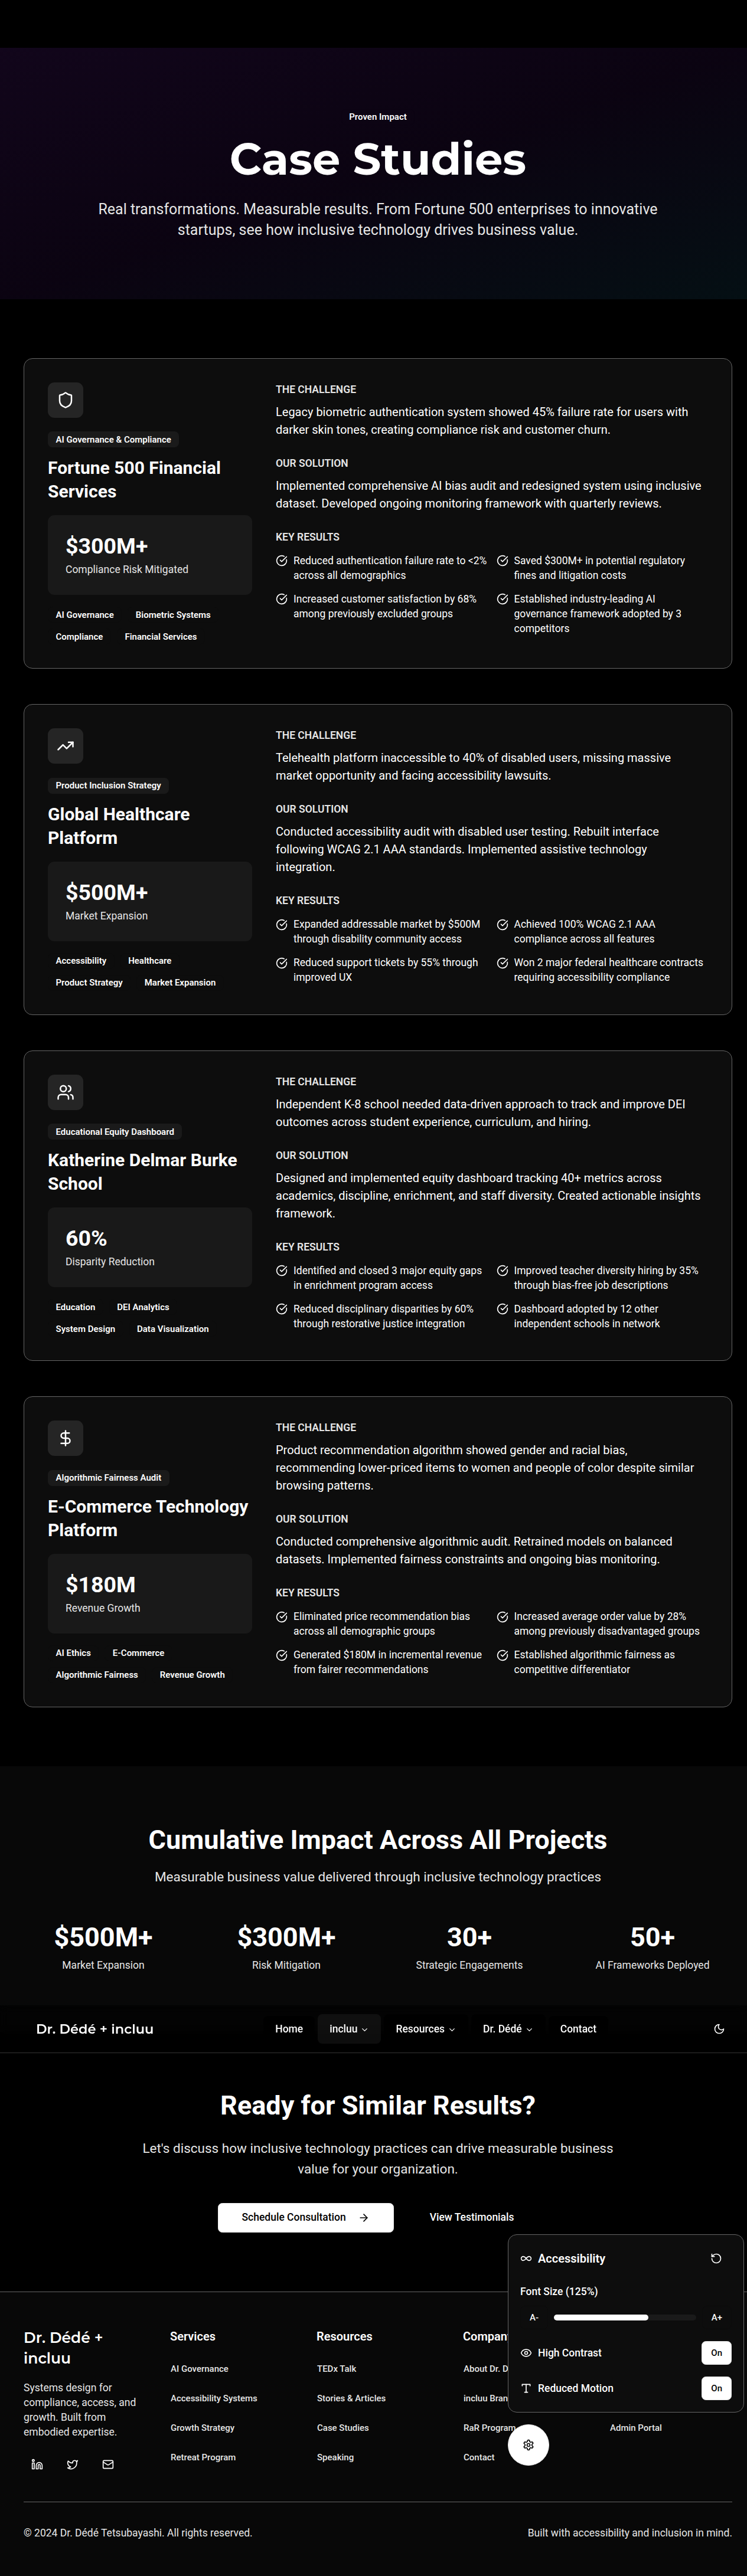 Proven Impact
Case Studies
Real transformations. Measurable results. From Fortune 500 enterprises to innovative
startups, see how inclusive technology drives business value.
AI Governance & Compliance
Fortune 500 Financial
Services
$300M+
Compliance Risk Mitigated
AI Governance
Biometric Systems
Compliance
Financial Services
THE CHALLENGE
Legacy biometric authentication system showed 45% failure rate for users with
darker skin tones, creating compliance risk and customer churn.
OUR SOLUTION
Implemented comprehensive AI bias audit and redesigned system using inclusive
dataset. Developed ongoing monitoring framework with quarterly reviews.
KEY RESULTS
Reduced authentication failure rate to <2%
across all demographics
Saved $300M+ in potential regulatory
fines and litigation costs
Increased customer satisfaction by 68%
among previously excluded groups
Established industry-leading AI
governance framework adopted by 3
competitors
Product Inclusion Strategy
Global Healthcare
Platform
$500M+
Market Expansion
Accessibility
Healthcare
Product Strategy
Market Expansion
THE CHALLENGE
Telehealth platform inaccessible to 40% of disabled users, missing massive
market opportunity and facing accessibility lawsuits.
OUR SOLUTION
Conducted accessibility audit with disabled user testing. Rebuilt interface
following WCAG 2.1 AAA standards. Implemented assistive technology
integration.
KEY RESULTS
Expanded addressable market by $500M
through disability community access
Achieved 100% WCAG 2.1 AAA
compliance across all features
Reduced support tickets by 55% through
improved UX
Won 2 major federal healthcare contracts
requiring accessibility compliance
Educational Equity Dashboard
Katherine Delmar Burke
School
60%
Disparity Reduction
Education
DEI Analytics
System Design
Data Visualization
THE CHALLENGE
Independent K-8 school needed data-driven approach to track and improve DEI
outcomes across student experience, curriculum, and hiring.
OUR SOLUTION
Designed and implemented equity dashboard tracking 40+ metrics across
academics, discipline, enrichment, and staff diversity. Created actionable insights
framework.
KEY RESULTS
Identified and closed 3 major equity gaps
in enrichment program access
Improved teacher diversity hiring by 35%
through bias-free job descriptions
Reduced disciplinary disparities by 60%
through restorative justice integration
Dashboard adopted by 12 other
independent schools in network
Algorithmic Fairness Audit
E-Commerce Technology
Platform
$180M
Revenue Growth
AI Ethics
E-Commerce
Algorithmic Fairness
Revenue Growth
THE CHALLENGE
Product recommendation algorithm showed gender and racial bias,
recommending lower-priced items to women and people of color despite similar
browsing patterns.
OUR SOLUTION
Conducted comprehensive algorithmic audit. Retrained models on balanced
datasets. Implemented fairness constraints and ongoing bias monitoring.
KEY RESULTS
Eliminated price recommendation bias
across all demographic groups
Increased average order value by 28%
among previously disadvantaged groups
Generated $180M in incremental revenue
from fairer recommendations
Established algorithmic fairness as
competitive differentiator
Cumulative Impact Across All Projects
Measurable business value delivered through inclusive technology practices
$500M+
Market Expansion
$300M+
Risk Mitigation
30+
Strategic Engagements
50+
AI Frameworks Deployed
Dr. Dédé + incluu
Home
incluu
Resources
Dr. Dédé
Contact
Ready for Similar Results?
Let's discuss how inclusive technology practices can drive measurable business
value for your organization.
Schedule Consultation
View Testimonials
Accessibility
Font Size (125%)
A-
A+
High Contrast
On
Reduced Motion
On
Dr. Dédé +
incluu
Systems design for
compliance, access, and
growth. Built from
embodied expertise.
Services
AI Governance
Accessibility Systems
Growth Strategy
Retreat Program
Resources
TEDx Talk
Stories & Articles
Case Studies
Speaking
Compan
About Dr. D
incluu Bran
RaR Program
Contact
Admin Portal
© 2024 Dr. Dédé Tetsubayashi. All rights reserved.
Built with accessibility and inclusion in mind.